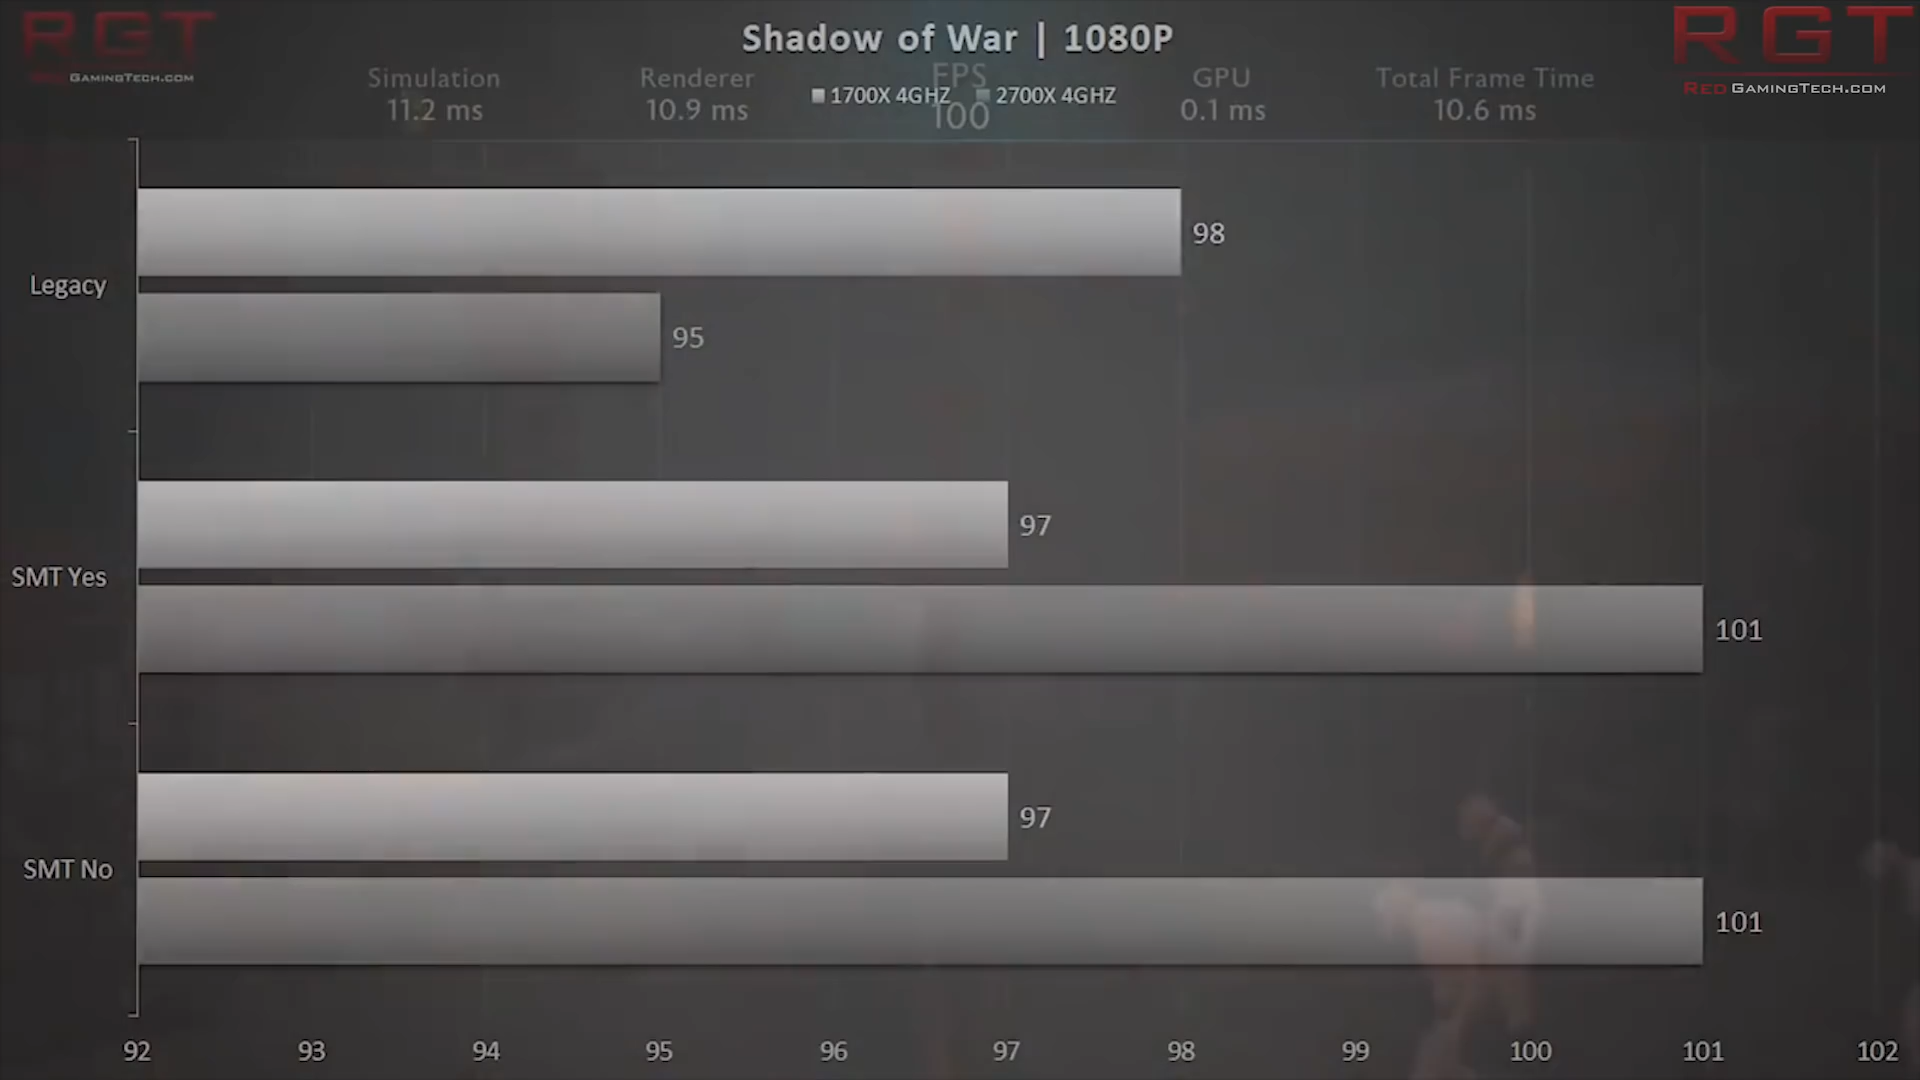 RGT
RED GAMINGTECH.COM
Shadow of War | 1080P
RGT
RED GAMINGTECH.COM
Simulation
11.2 ms
Renderer
10.9 ms
FPS
100
1700X 4GHZ
2700X 4GHZ
GPU
0.1 ms
Total Frame Time
10.6 ms
Legacy
98
95
SMT Yes
97
101
SMT No
97
101
92 93 94 95 96 97 98 99 100 101 102